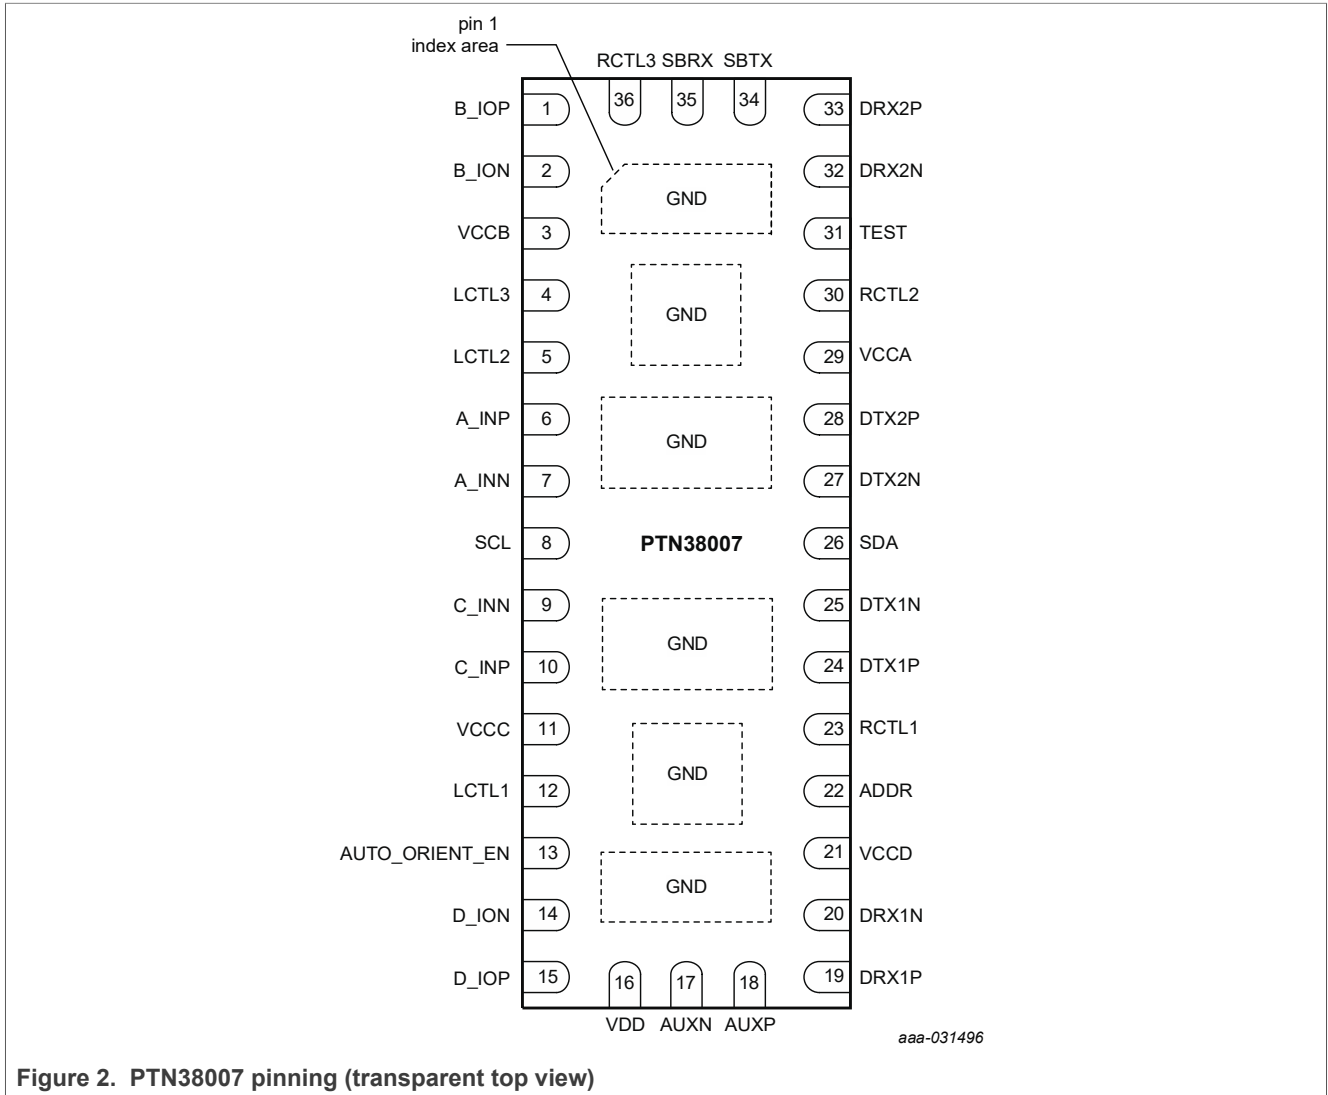 pin 1
index area
RCTL3 SBRX SBTX
36 35 34
B_IOP 1 33 DRX2P
B_ION 2 32 DRX2N
GND
VCCB 3 31 TEST
LCTL3 4 30 RCTL2
GND
LCTL2 5 29 VCCA
A_INP 6 28 DTX2P
GND
A_INN 7 27 DTX2N
SCL 8 PTN38007 26 SDA
C_INN 9 25 DTX1N
GND
C_INP 10 24 DTX1P
VCCC 11 23 RCTL1
GND
LCTL1 12 22 ADDR
AUTO_ORIENT_EN 13 21 VCCD
GND
D_ION 14 20 DRX1N
D_IOP 15 19 DRX1P
16 17 18
VDD AUXN AUXP
aaa-031496
Figure 2. PTN38007 pinning (transparent top view)